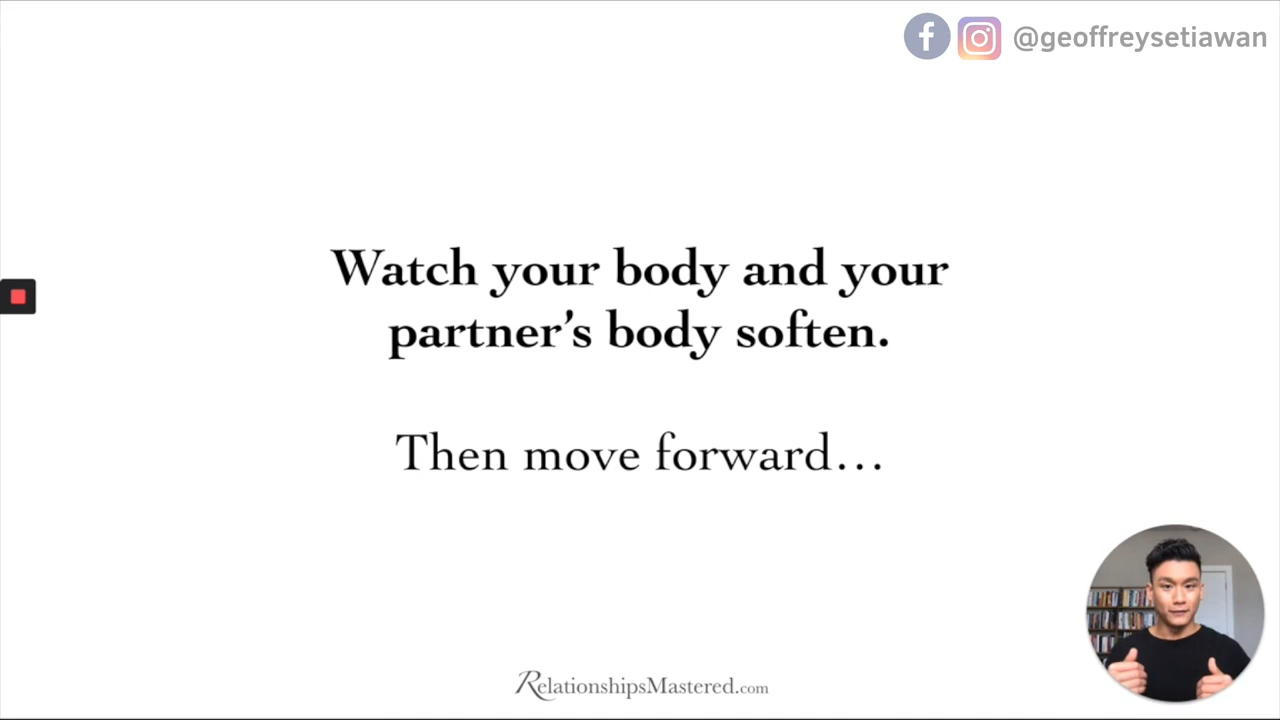 @geoffreysetiawan
Watch your body and your
partner’s body soften.
Then move forward…
RelationshipsMastered.com